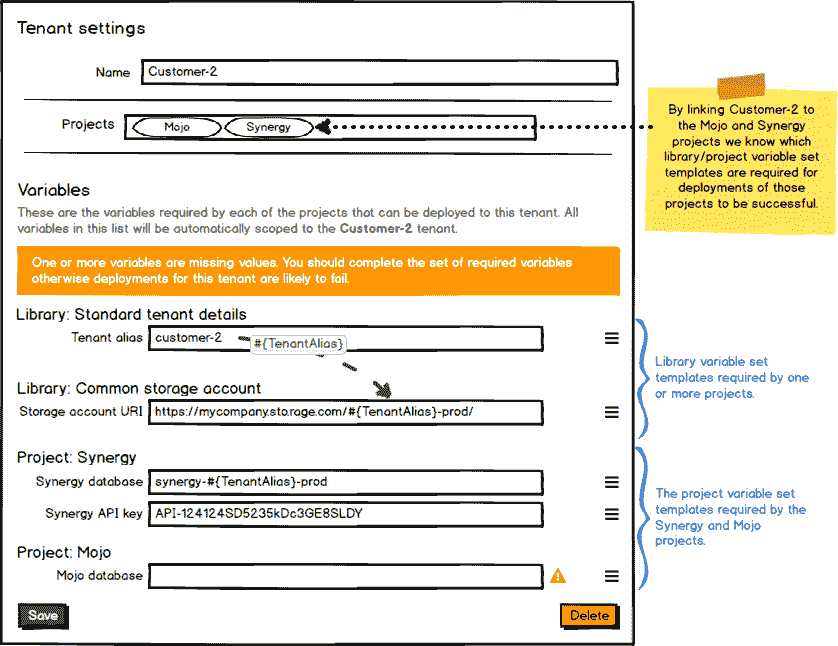 Tenant settings
Name
Customer-2
Projects
Mojo
Synergy
By linking Customer-2 to
the Mojo and Synergy
projects we know which
library/project variable set
templates are required for
deployments of those
projects to be successful.
Variables
These are the variables required by each of the projects that can be deployed to this tenant. All
variables in this list will be automatically scoped to the Customer-2 tenant.
One or more variables are missing values. You should complete the set of required variables
otherwise deployments for this tenant are likely to fail.
Library: Standard tenant details
Tenant alias
customer-2
#{TenantAlias}
Library: Common storage account
Storage account URI
https://mycompany.storage.com/#{TenantAlias}-prod/
Library variable set
templates required by one
or more projects.
Project: Synergy
Synergy database
synergy-#{TenantAlias}-prod
Synergy API key
API-124124SD5235kDc3GE8SLDY
The project variable set
templates required by the
Synergy and Mojo
projects.
Project: Mojo
Mojo database
Save
Delete